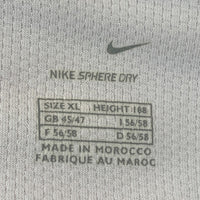 NIKE SPHERE DRY
SIZE XL HEIGHT 188
GB 45/47 I 56/58
F 56/58 D 56/58
MADE IN MOROCCO
FABRIQUE AU MAROC